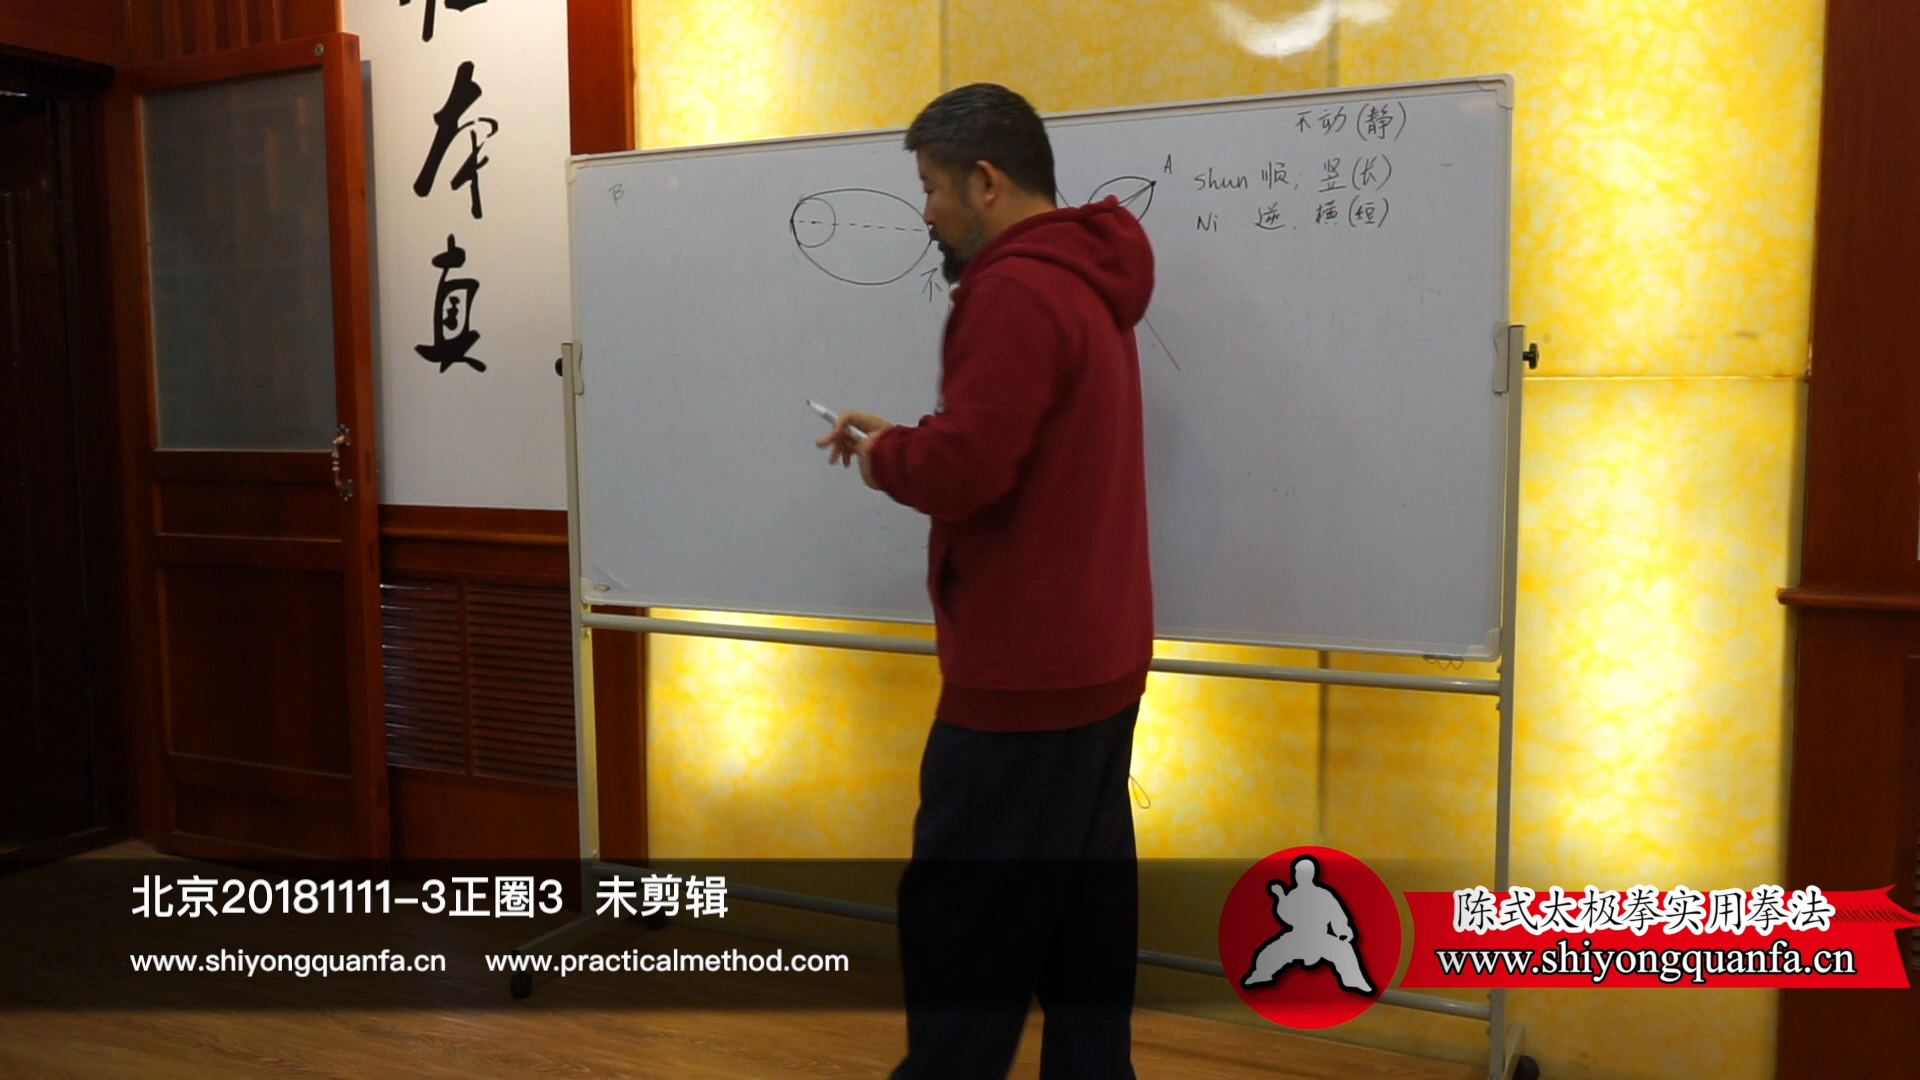 本
真
B
不
A
不动(静)
shun 顺, 竖(长)
Ni 逆. 横(短)
北京20181111-3正圈3 未剪辑
www.shiyongquanfa.cn www.practicalmethod.com
陈式太极拳实用拳法
www.shiyongquanfa.cn